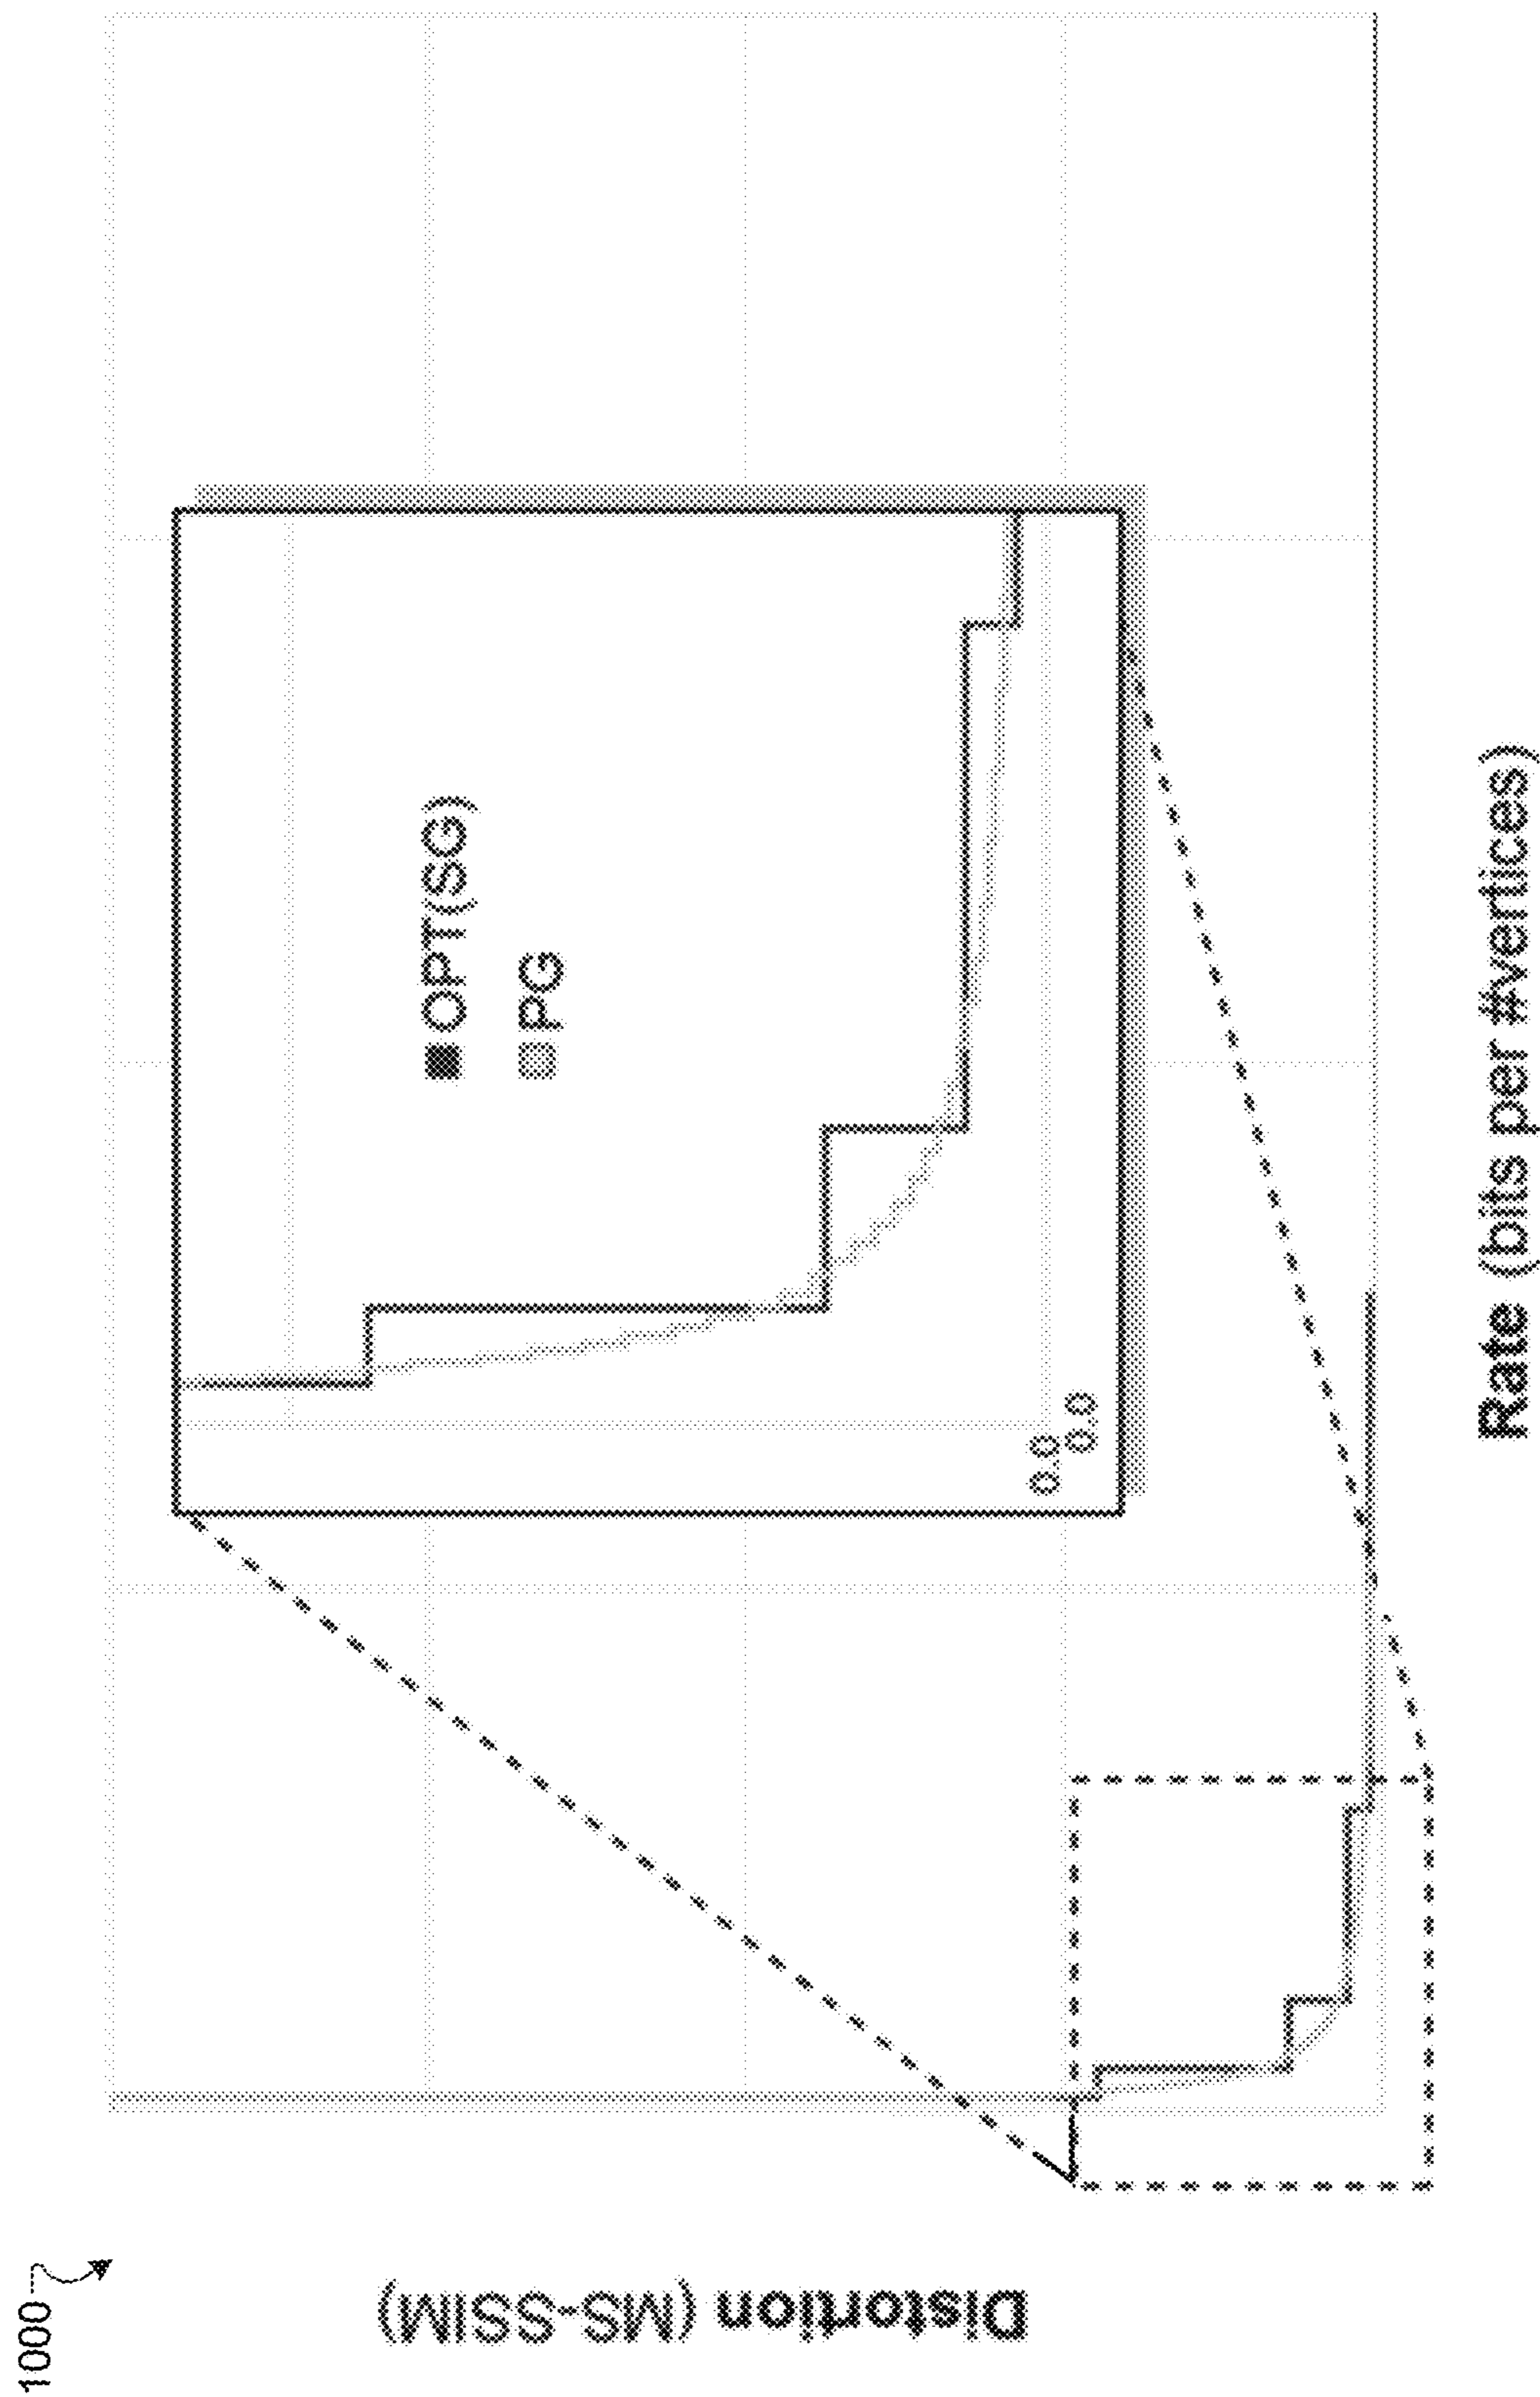 1000
Distortion (MS-SSIM)
OPT(SG)
PG
0.0
0.0
Rate (bits per #vertices)